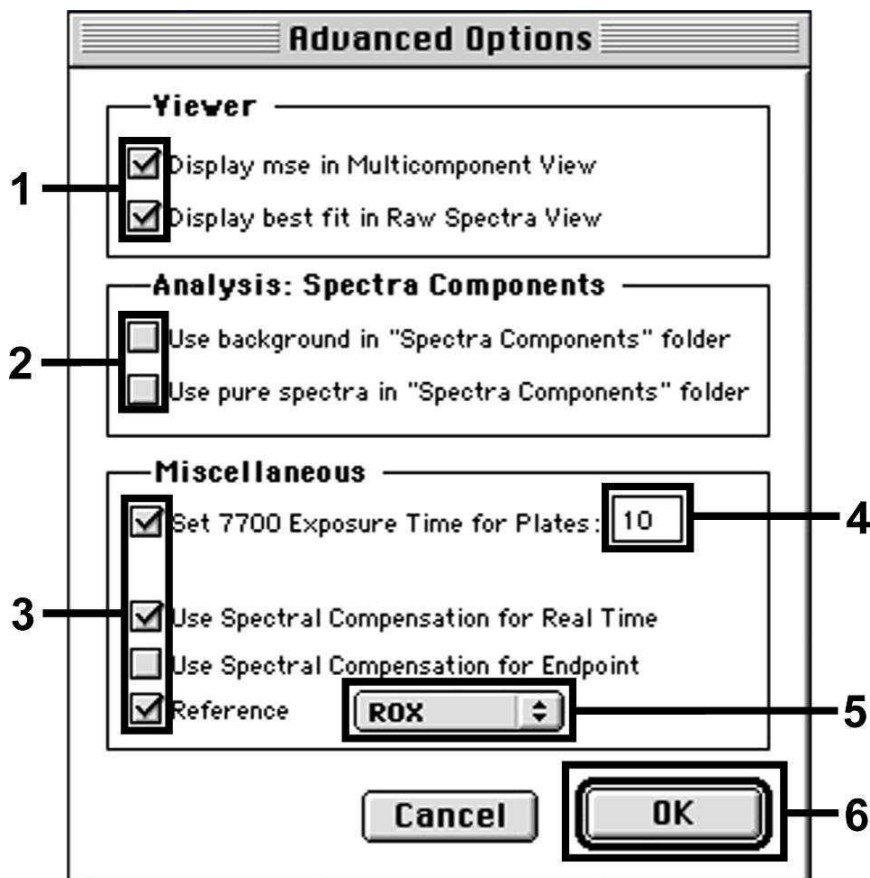 Advanced Options
Viewer
1
Display mse in Multicomponent View
Display best fit in Raw Spectra View
Analysis: Spectra Components
2
Use background in "Spectra Components" folder
Use pure spectra in "Spectra Components" folder
Miscellaneous
Set 7700 Exposure Time for Plates: 10 4
3
Use Spectral Compensation for Real Time
Use Spectral Compensation for Endpoint
Reference ROX 5
Cancel OK 6